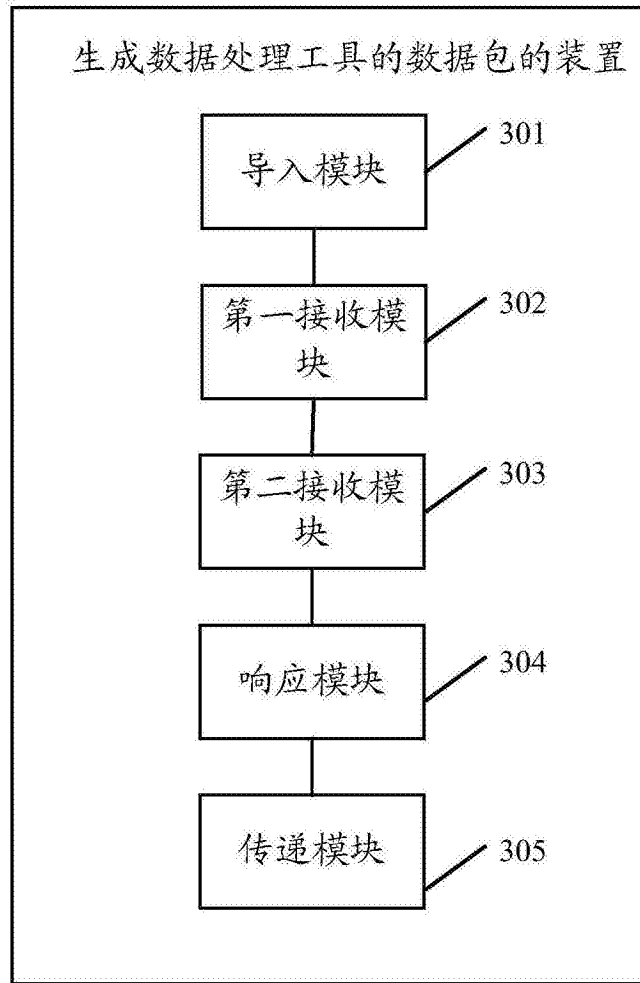 生成数据处理工具的数据包的装置
导入模块
301
第一接收模
块
302
第二接收模
块
303
响应模块
304
传递模块
305